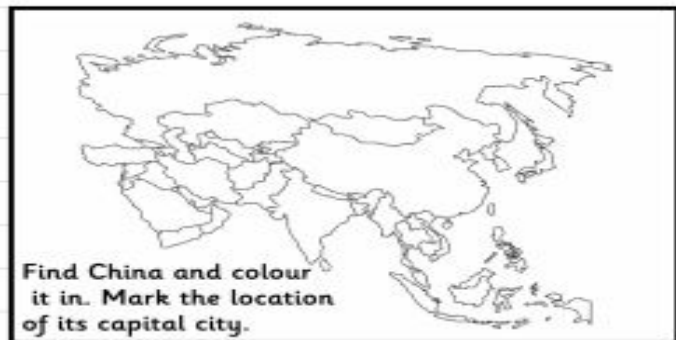 Find China and colour
it in. Mark the location
of its capital city.